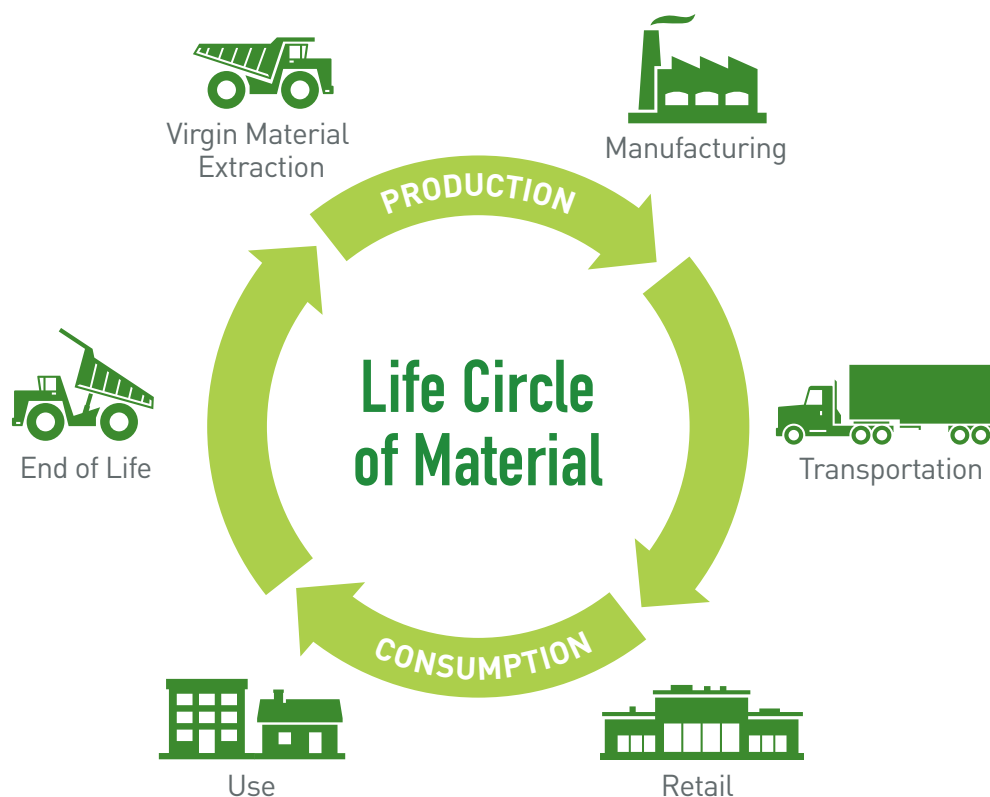 Virgin Material
Extraction
Manufacturing
PRODUCTION
Life Circle
of Material
End of Life
Transportation
CONSUMPTION
Use
Retail